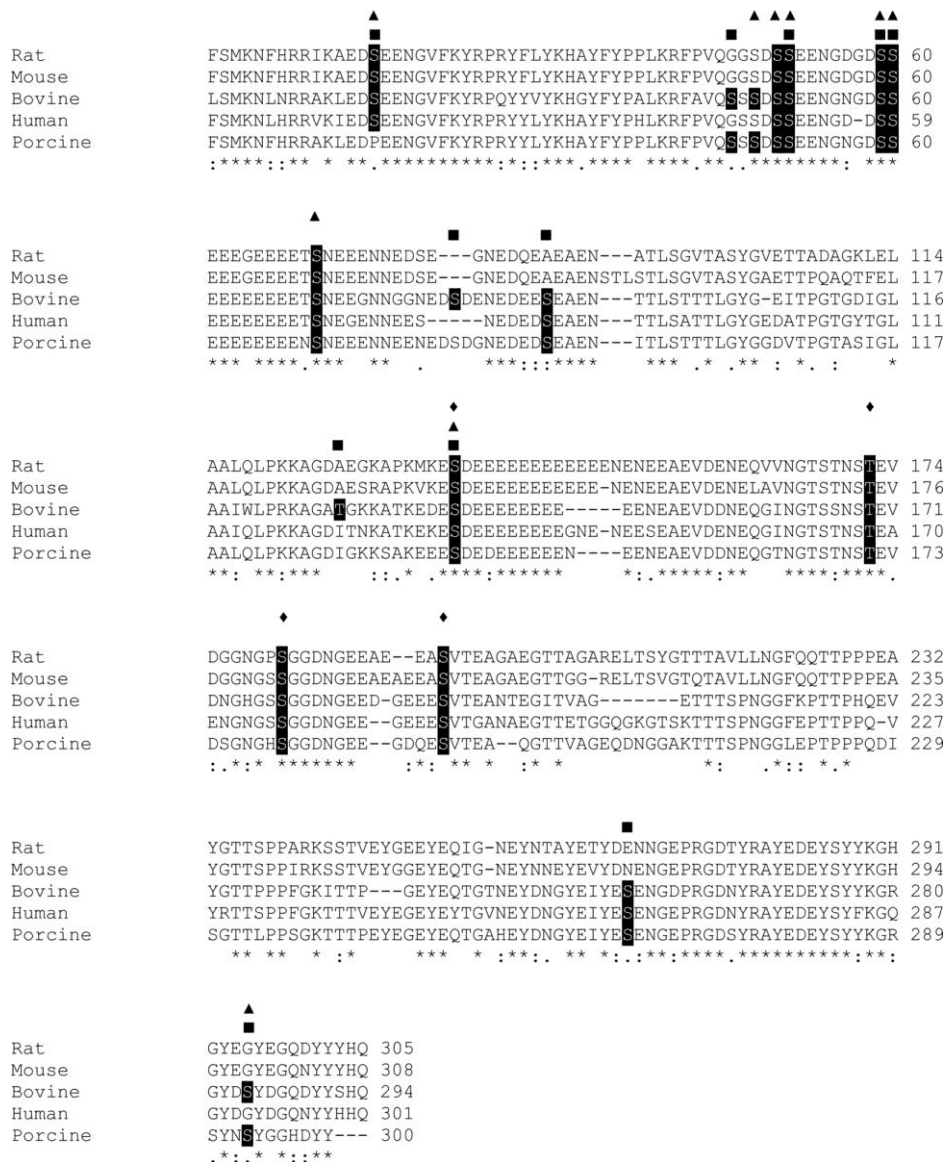 Rat FSMKNFHRRIKAEDSEENGVFKYRPRYFLYKHAYFYPPLKRFPVQGGSDSSEENGDGDSS 60
Mouse FSMKNFHRRIKAEDSEENGVFKYRPRYFLYKHAYFYPPLKRFPVQGGSDSSEENGDGDSS 60
Bovine LSMKNLNRRAKLEDSEENGVFKYRPQYYVYKHGYFYPALKRFAVQSSSDSSEENGNGDSS 60
Human FSMKNLHRRVKIEDSEENGVFKYRPRYYLYKHAYFYPHLKRFPVQGSSDSSEENGD-DSS 59
Porcine FSMKNFHRRAKLEDPEENGVFKYRPRYYLYKHAYFYPPLKRFPVQSSSDSSEENGNGDSS 60
:****::** * **.**********:*::***.**** ****.**..*******: ***
Rat EEEGEEEETSNEEENNEDSE---GNEDQEAEAEN---ATLSGVTASYGVETTADAGKLEL 114
Mouse EEEGEEEETSNEEENNEDSE---GNEDQEAEAENSTLSTLSGVTASYGAETTPQAQTFEL 117
Bovine EEEEEEEETSNEEGNNGGNEDSDENEDEESEAEN---TTLSTTTLGYG-EITPGTGDIGL 116
Human EEEEEEEETSNEGENNEES-----NEDEDSEAEN---TTLSATTLGYGEDATPGTGYTGL 111
Porcine EEEEEEEENSNEEENNEENEDSDGNEDEDSEAEN---ITLSTTTLGYGGDVTPGTASIGL 117
*** ****.*** ** . ***:::**** *** .* .** : *. : *
Rat AALQLPKKAGDAEGKAPKMKESDEEEEEEEEEEENENEEAEVDENEQVVNGTSTNSTEV 174
Mouse AALQLPKKAGDAESRAPKVKESDEEEEEEEEEEE-NENEEAEVDENELAVNGTSTNSTEV 176
Bovine AAIWLPRKAGATGKKATKEDESDEEEEEEEEEE-----EENEAEVDDNEQGINGTSSNSTEV 171
Human AAIQLPKKAGDITNKATKEKESDEEEEEEEEGNE-NEESEAEVDENEQGINGTSTNSTEA 170
Porcine AALQLPKKAGDIGKKSAKEEESDEDEEEEEEN----EENEAEVDDNEQGTNGTSTNSTEV 173
**: **:*** ::.* .****:****** *:*****:** ****:****.
Rat DGGNGPSGGDNGEEAE--EASVTEAGAEGTTAGARELTSYGTTTAVLLNGFQQTTPPPEA 232
Mouse DGGNGSSGGDNGEEAEAEEASVTEAGAEGTTGG-RELTSVGTQTAVLLNGFQQTTPPPEA 235
Bovine DNGHGSSGGDNGEED-GEEESVTEANTEGITVAG------ETTTSPNGGFKPTTPHQEV 223
Human ENGNGSSGGDNGEE--GEEESVTGANAEGTTETGGQGKGTSKTTTSPNGGFEPTTPPQ-V 227
Porcine DSGNGHSGGDNGEE--GDQESVTEA--QGTTVAGEQDNGGAKTTTSPNGGLEPTPPPQDI 229
:.*:* ******** :*:*** * :* * *: .*::* *.*
Rat YGTTSPPARKSSTVEYGGEYEQIG-NEYNTAYETYDENNGEPRGDTYRAYEDEYSYYKGH 291
Mouse YGTTSPPIRKSSTVEYGGEYEQTG-NEYNNEYEVYDNENGEPRGDTYRAYEDEYSYYKGH 294
Bovine YGTTPPPFGKITTP---GEYEQTGTNEYDNGYEIYESENGDPRGDNYRAYEDEYSYYKGR 280
Human YRTTSPPFGKTTTVEYEGEYEYTGVNEYDNGYEIYESENGEPRGDNYRAYEDEYSYFKGQ 287
Porcine SGTTLPPSGKTTTPEYEGEYEQTGAHEYDNGYEIYESENGEPRGDSYRAYEDEYSYYKGR 289
** ** * :* **** * :**:. ** *:.:**:****.**********:**:
Rat GYEGYEGQDYYYHQ 305
Mouse GYEGYEGQNYYYHQ 308
Bovine GYDSYDGQDYYSHQ 294
Human GYDGYDGQNYYHHQ 301
Porcine SYNSYGGHDYY--- 300
.*:.* *::**